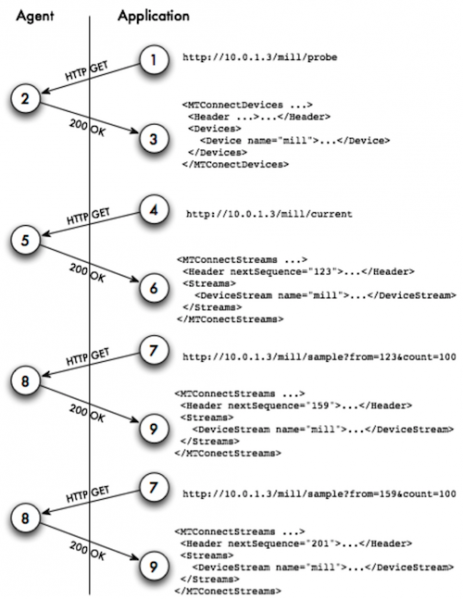 Agent Application
1 http://10.0.1.3/mill/probe
HTTP GET
2
200 OK
3
<MTConnectDevices ...>
<Header ...>...</Header>
<Devices>
<Device name="mill">...</Device>
</Devices>
</MTConnectDevices>
4 http://10.0.1.3/mill/current
HTTP GET
5
200 OK
6
<MTConnectStreams ...>
<Header nextSequence="123">...</Header>
<Streams>
<DeviceStream name="mill">...</DeviceStream>
</Streams>
</MTConectStreams>
7 http://10.0.1.3/mill/sample?from=123&count=100
HTTP GET
8
200 OK
9
<MTConnectStreams ...>
<Header nextSequence="159">...</Header>
<Streams>
<DeviceStream name="mill">...</DeviceStream>
</Streams>
</MTConnectStreams>
7 http://10.0.1.3/mill/sample?from=159&count=100
HTTP GET
8
200 OK
9
<MTConnectStreams ...>
<Header nextSequence="201">...</Header>
<Streams>
<DeviceStream name="mill">...</DeviceStream>
</Streams>
</MTConnectStreams>